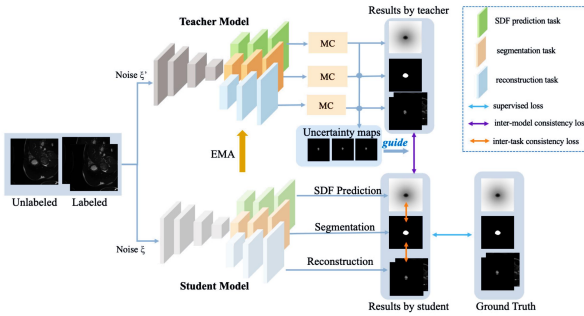 Teacher Model
Results by teacher
SDF prediction task
segmentation task
reconstruction task
supervised loss
inter-model consistency loss
inter-task consistency loss
Noise ξ'
MC
MC
MC
Uncertainty maps
guide
EMA
Unlabeled
Labeled
SDF Prediction
Segmentation
Reconstruction
Noise ξ
Student Model
Results by student
Ground Truth